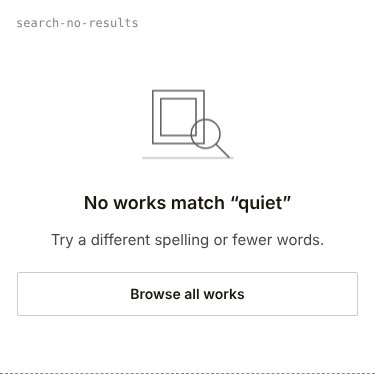 search-no-results
No works match “quiet”
Try a different spelling or fewer words.
Browse all works